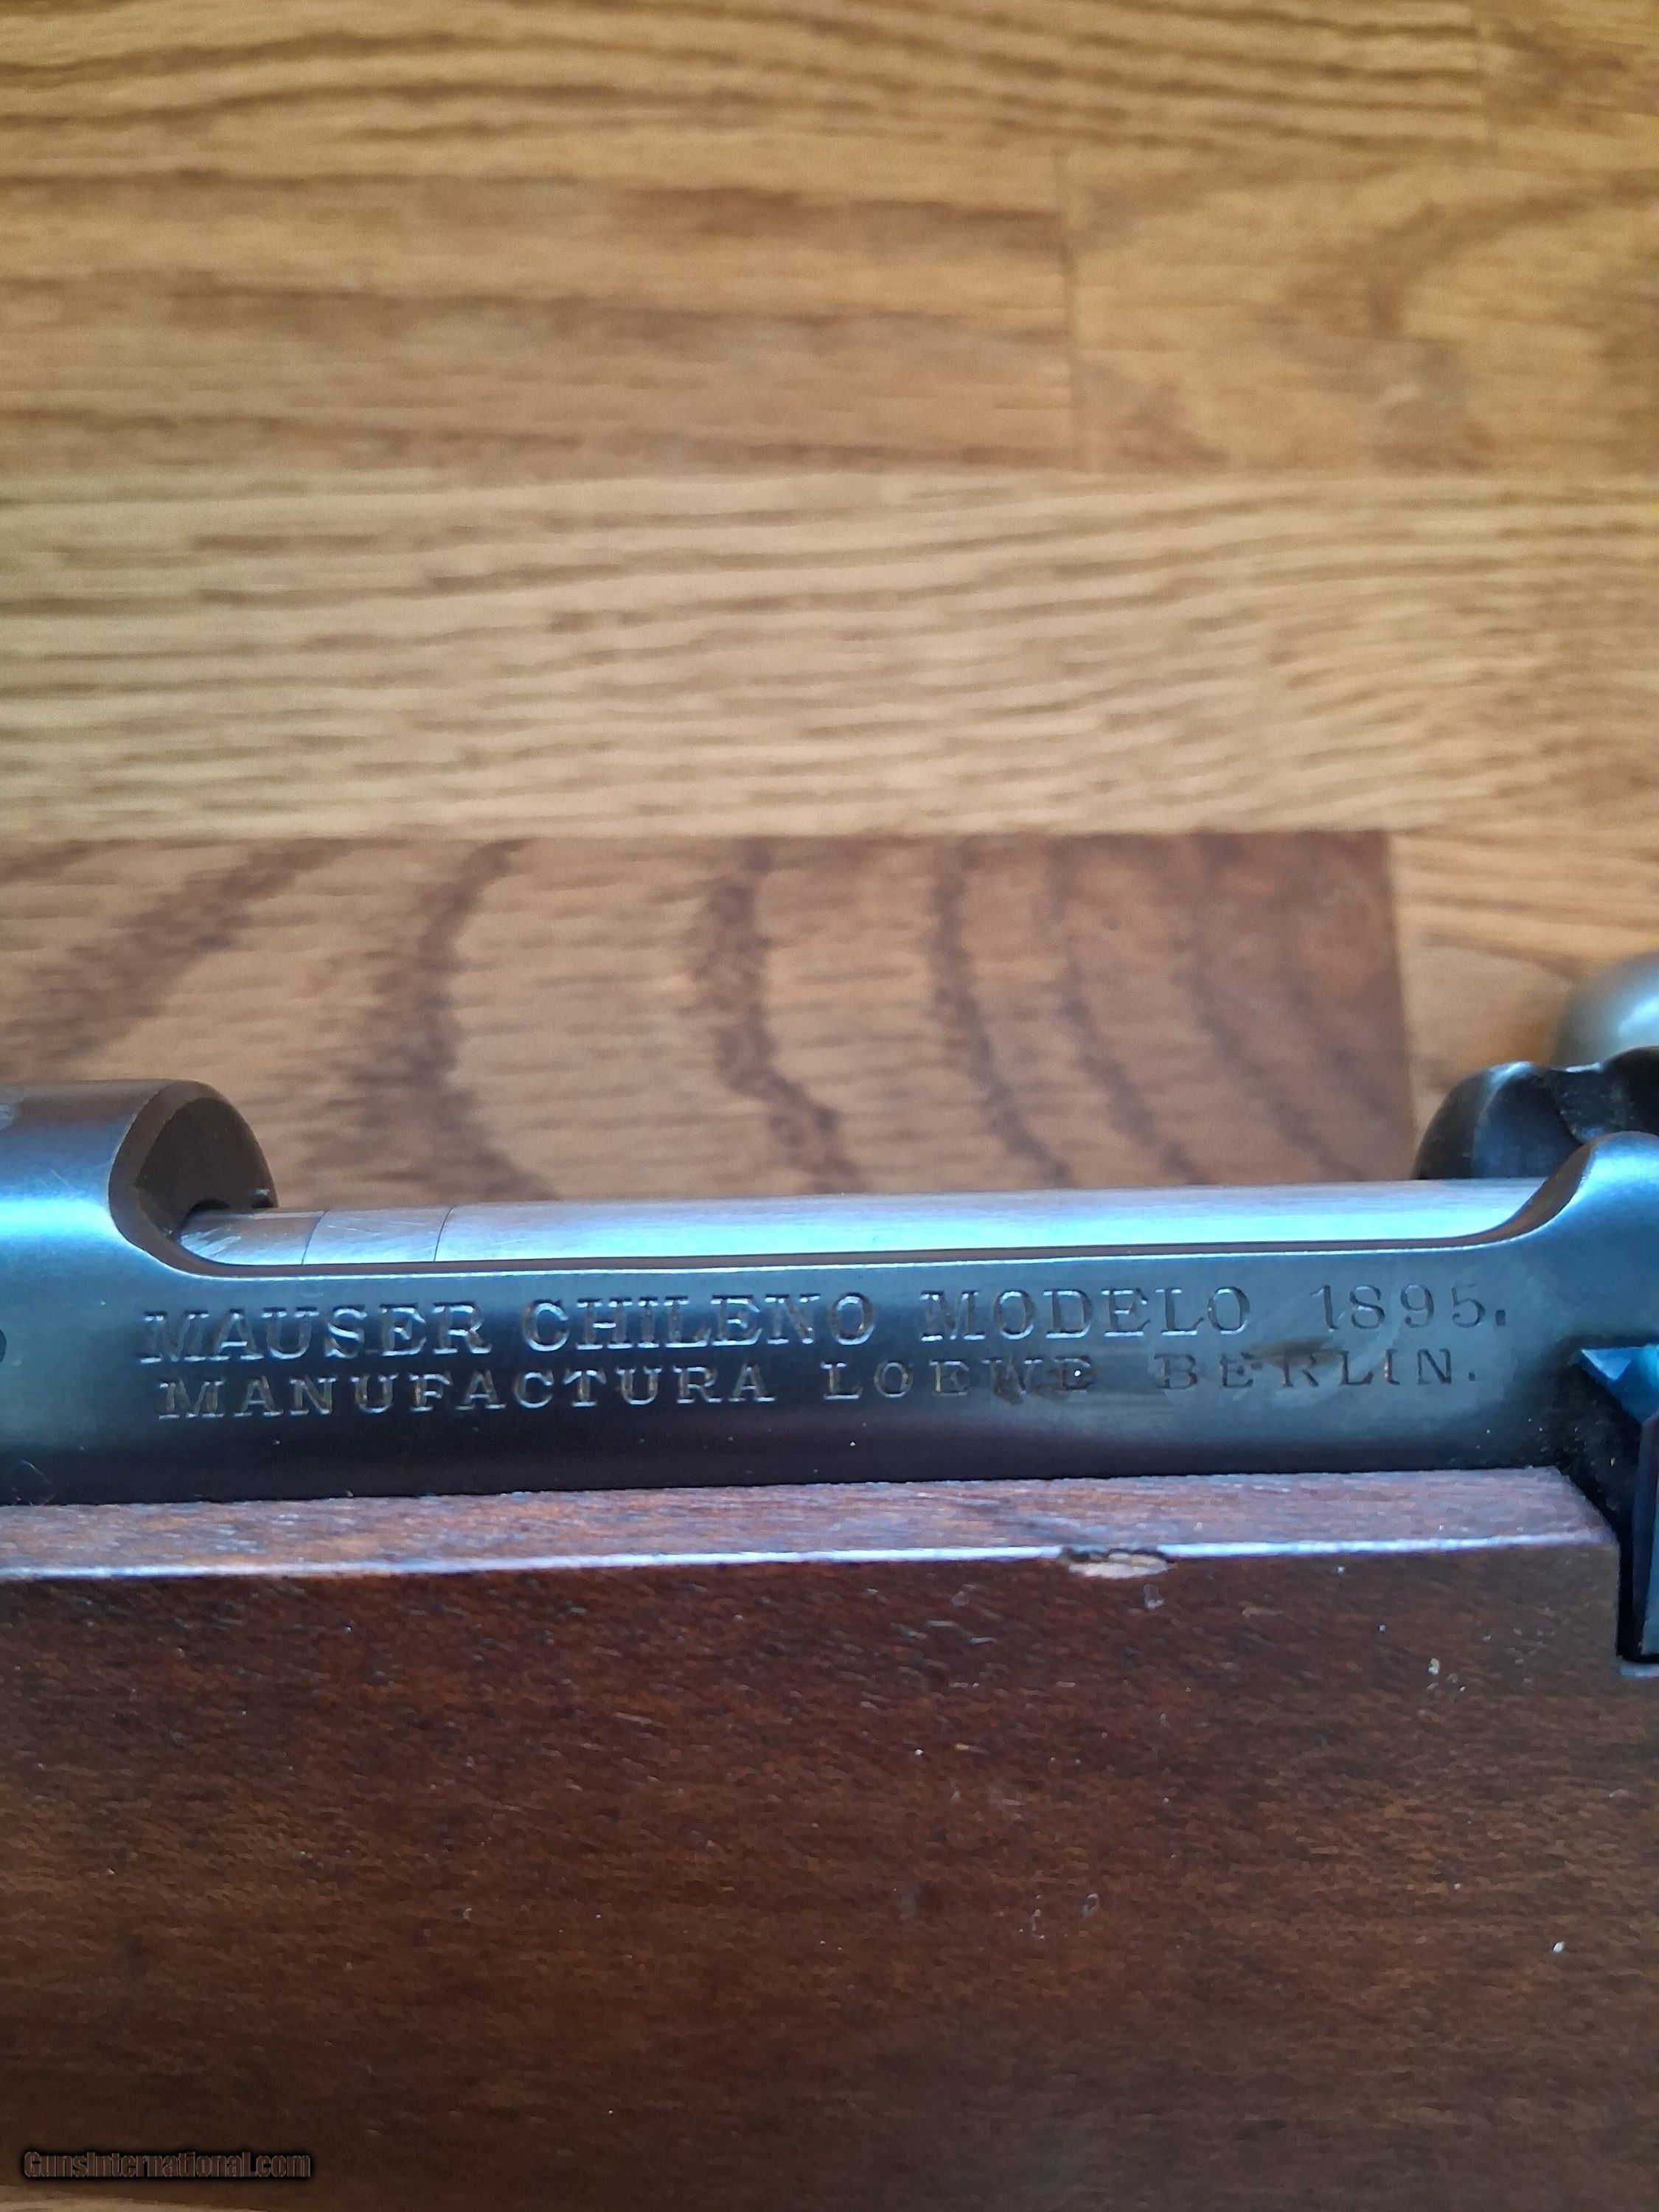 MAUSER CHILENO MODELO 1895.
MANUFACTURA LOEWE BERLIN.
GunsInternational.com